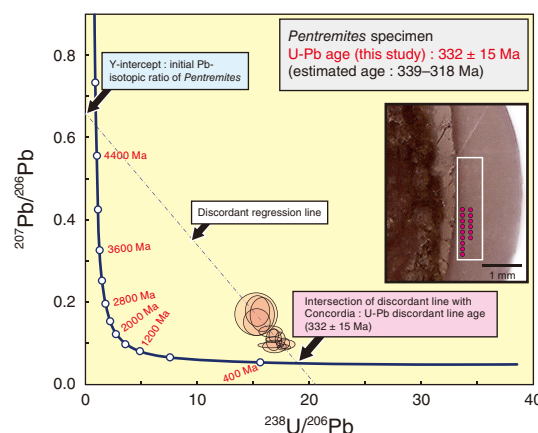 Pentremites specimen
U-Pb age (this study) : 332 ± 15 Ma
(estimated age : 339–318 Ma)
Y-intercept : initial Pb-
isotopic ratio of Pentremites
0.8
0.6
0.4
0.2
0.0
207Pb/206Pb
4400 Ma
3600 Ma
2800 Ma
2000 Ma
1200 Ma
400 Ma
Discordant regression line
1 mm
Intersection of discordant line with
Concordia : U-Pb discordant line age
(332 ± 15 Ma)
0
10
20
30
40
238U/206Pb